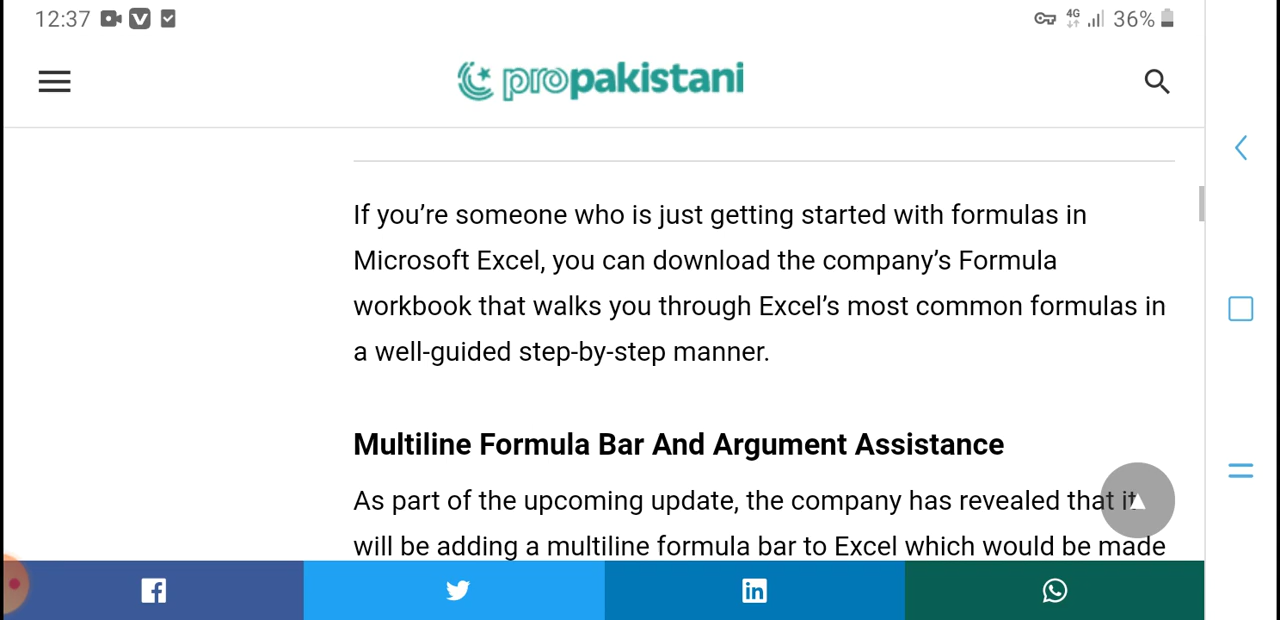 12:37 4G 36%
propakistani
If you’re someone who is just getting started with formulas in
Microsoft Excel, you can download the company’s Formula
workbook that walks you through Excel’s most common formulas in
a well-guided step-by-step manner.
Multiline Formula Bar And Argument Assistance
As part of the upcoming update, the company has revealed that it
will be adding a multiline formula bar to Excel which would be made